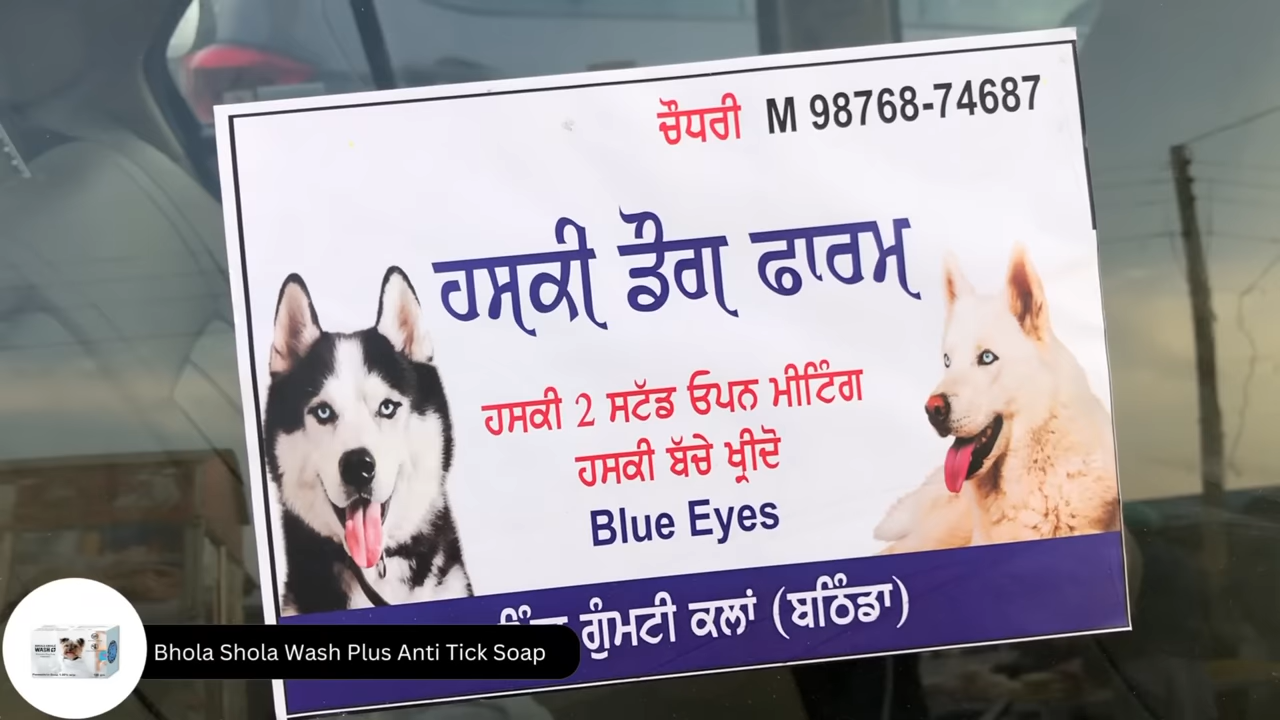 ਚੌਧਰੀ M 98768-74687
ਹਸਕੀ ਡੌਗ ਫਾਰਮ
ਹਸਕੀ 2 ਸਟੱਡ ਓਪਨ ਮੀਟਿੰਗ
ਹਸਕੀ ਬੱਚੇ ਖ੍ਰੀਦੋ
Blue Eyes
ਗੁੰਮਟੀ ਕਲਾਂ (ਬਠਿੰਡਾ)
Bhola Shola Wash Plus Anti Tick Soap